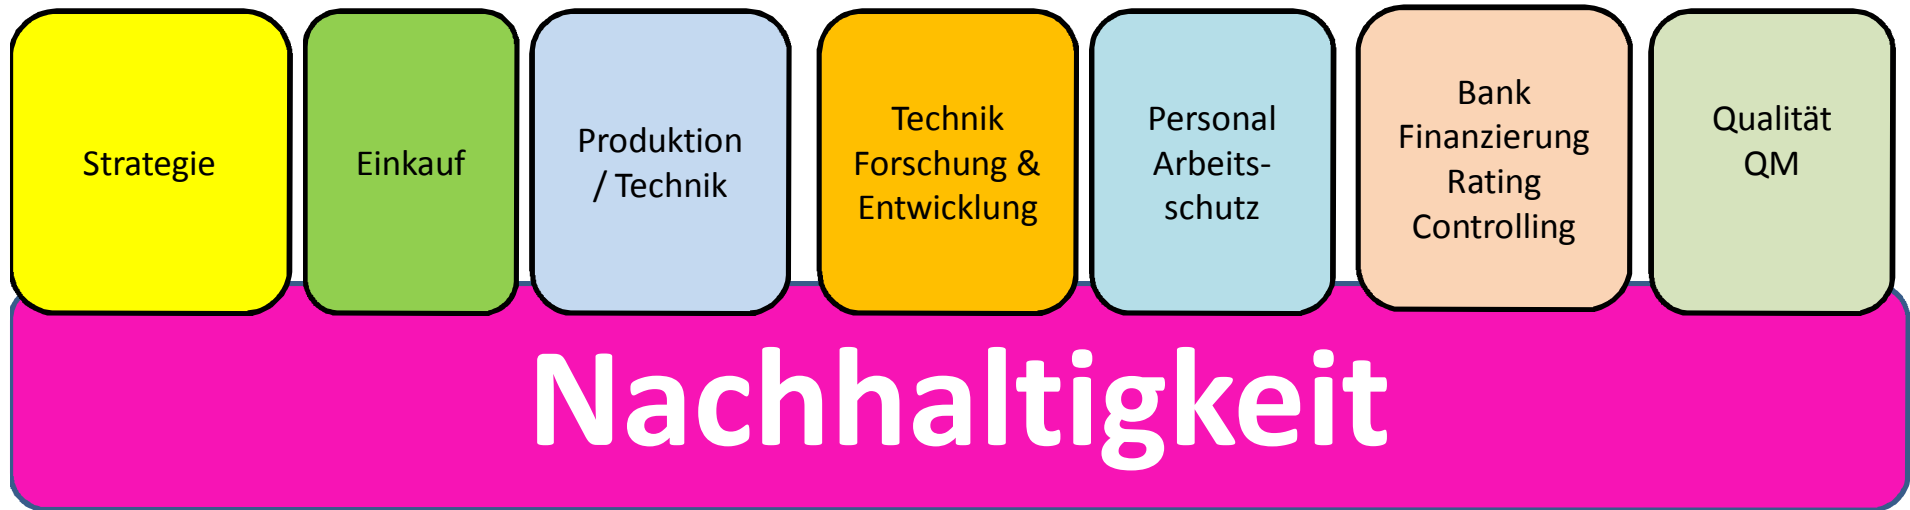 Strategie
Einkauf
Produktion
/ Technik
Technik
Forschung &
Entwicklung
Personal
Arbeits-
schutz
Bank
Finanzierung
Rating
Controlling
Qualität
QM
Nachhaltigkeit